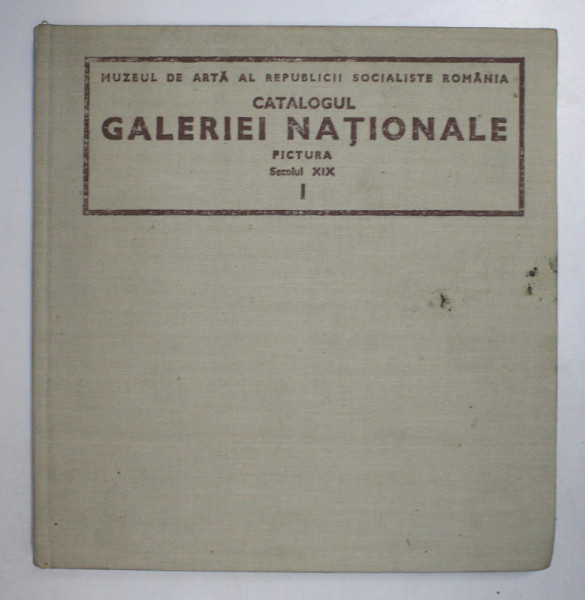 MUZEUL DE ARTĂ AL REPUBLICII SOCIALISTE ROMÂNIA
CATALOGUL
GALERIEI NAȚIONALE
PICTURA
Secolul XIX
I